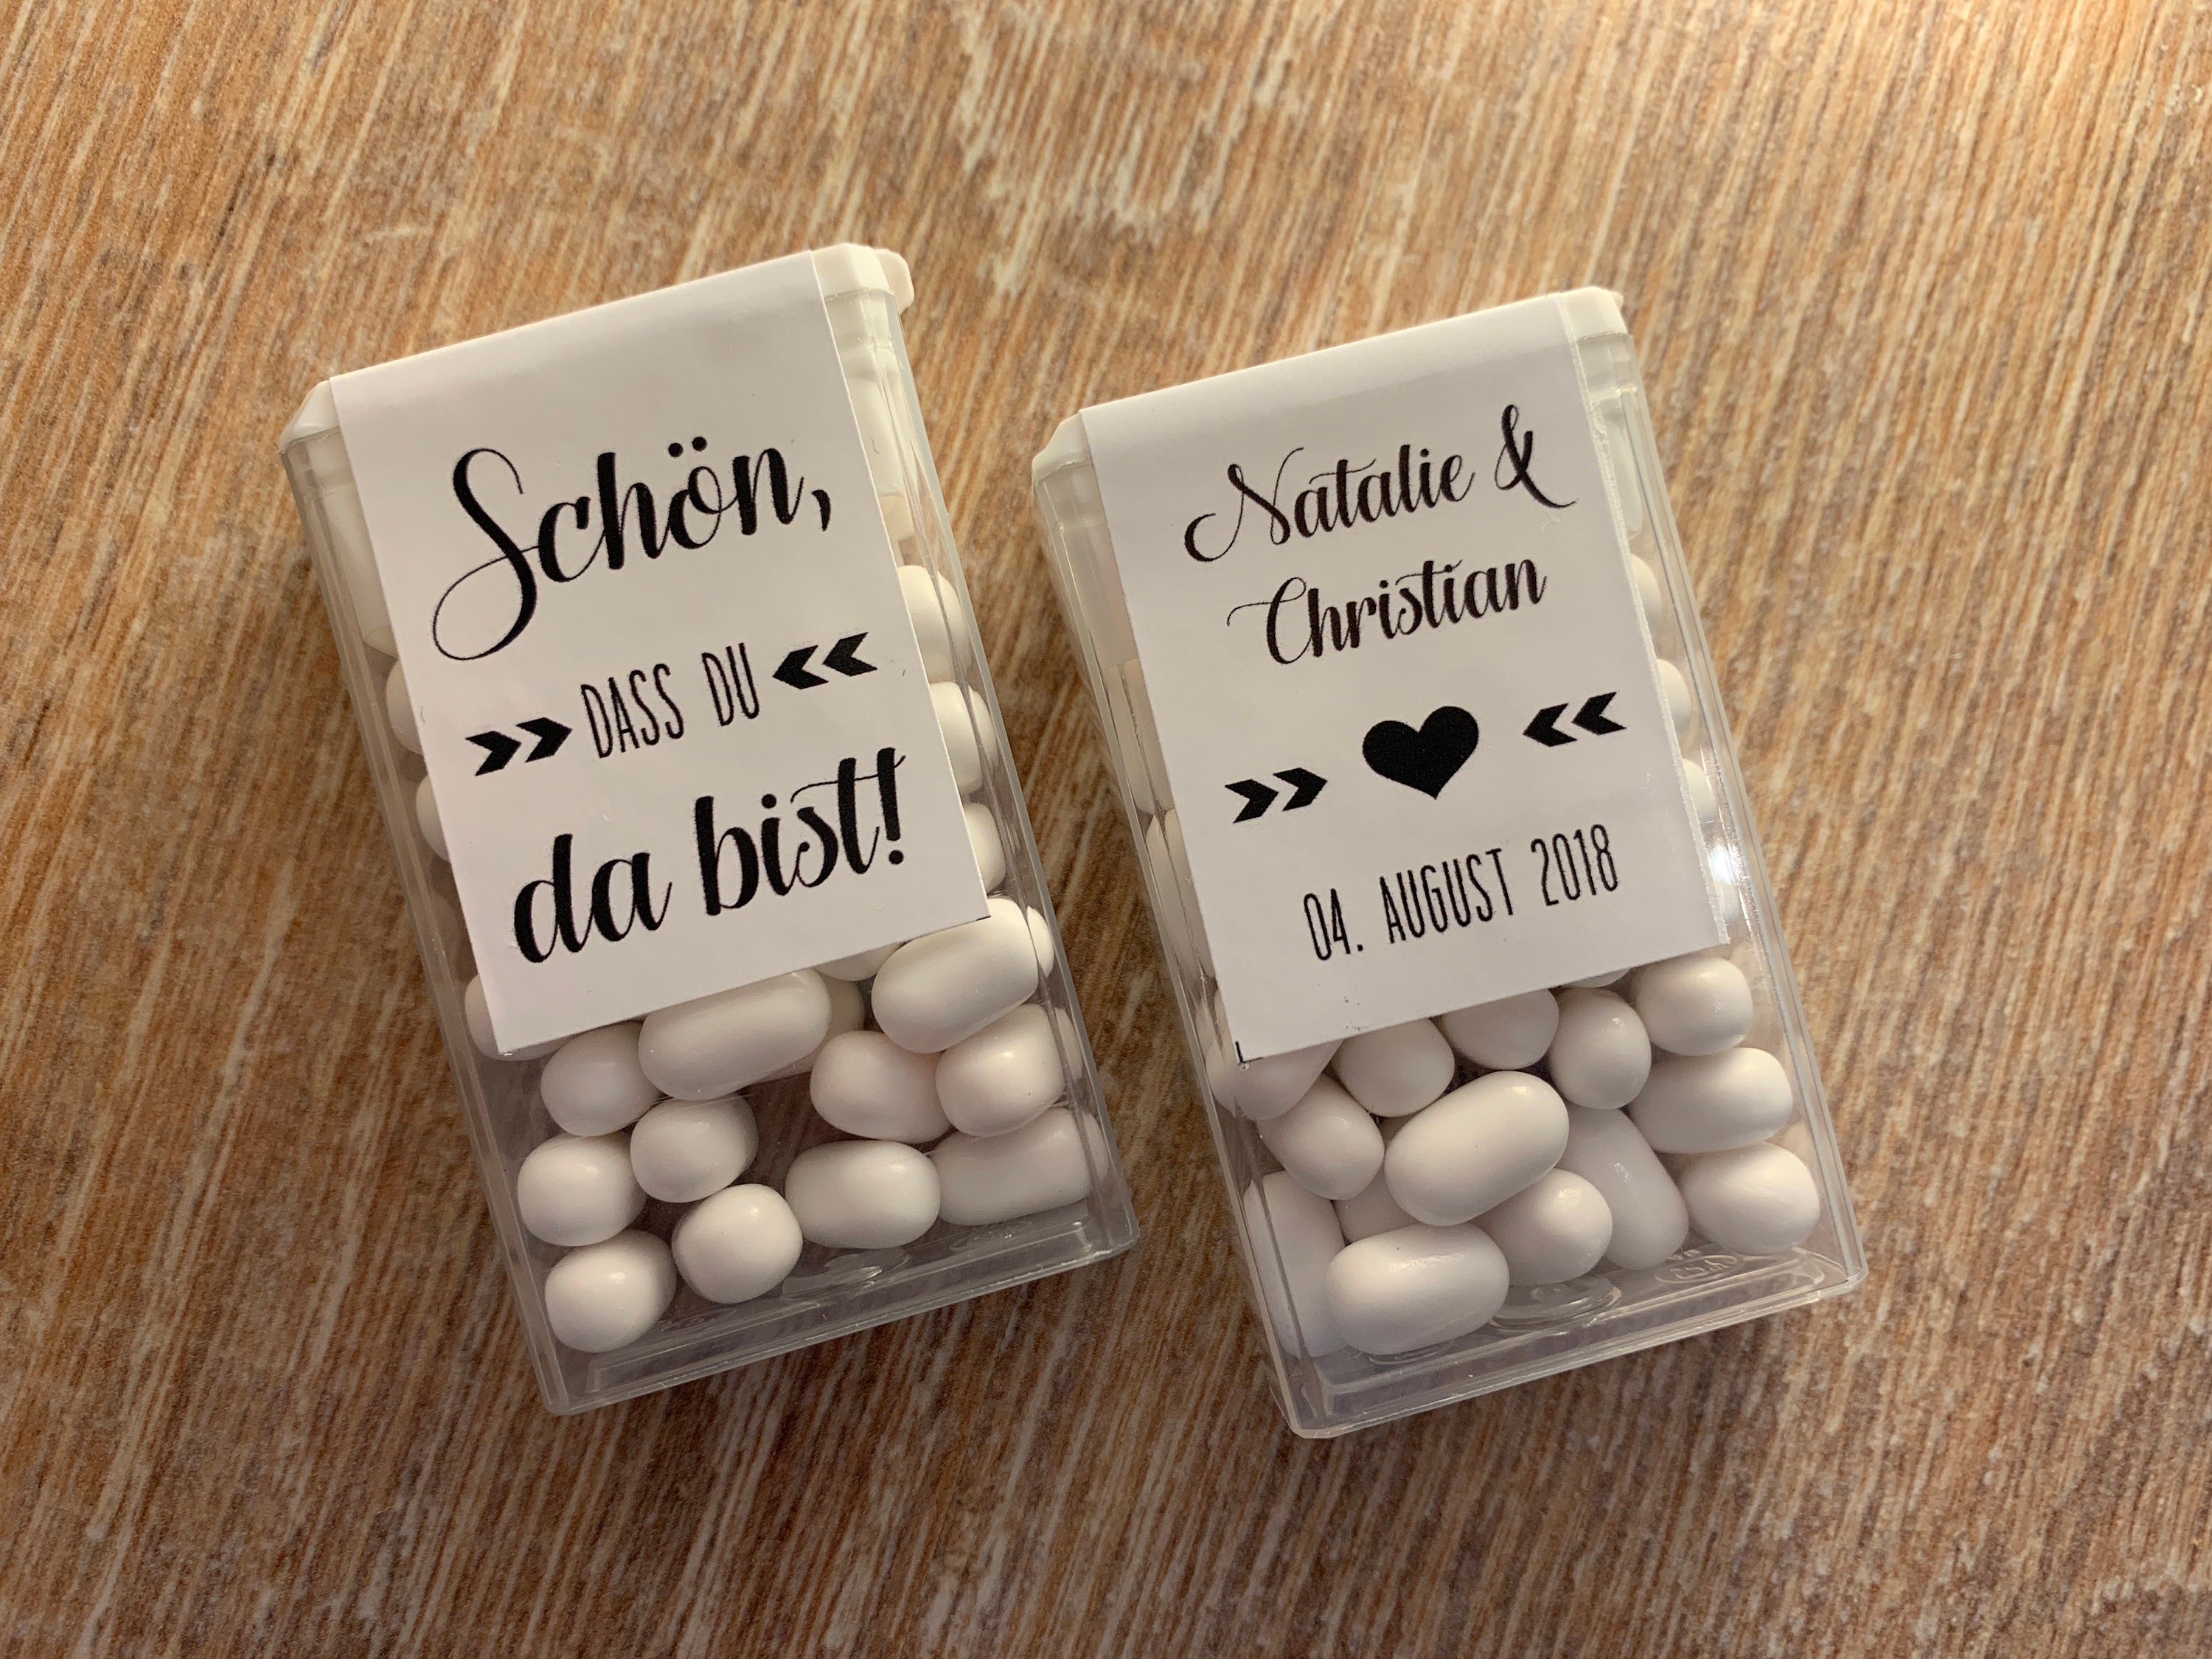 Schön,
DASS DU
da bist!
Natalie &
Christian
04. AUGUST 2018